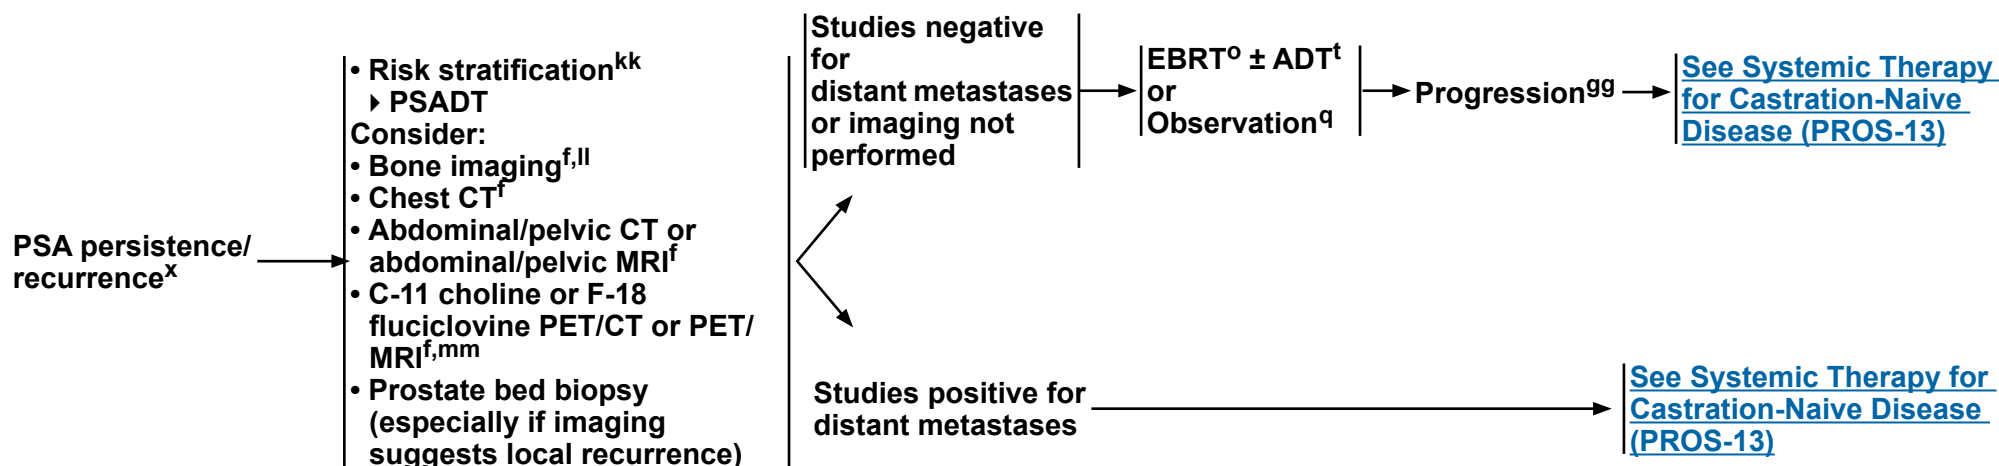 PSA persistence/
recurrencex
• Risk stratificationkk
▸ PSADT
Consider:
• Bone imagingf,ll
• Chest CTf
• Abdominal/pelvic CT or
abdominal/pelvic MRIf
• C-11 choline or F-18
fluciclovine PET/CT or PET/
MRIf,mm
• Prostate bed biopsy
(especially if imaging
suggests local recurrence)
Studies negative
for
distant metastases
or imaging not
performed
EBRTo ± ADTt
or
Observationq
Progressiongg
See Systemic Therapy
for Castration-Naive
Disease (PROS-13)
Studies positive for
distant metastases
See Systemic Therapy for
Castration-Naive Disease
(PROS-13)